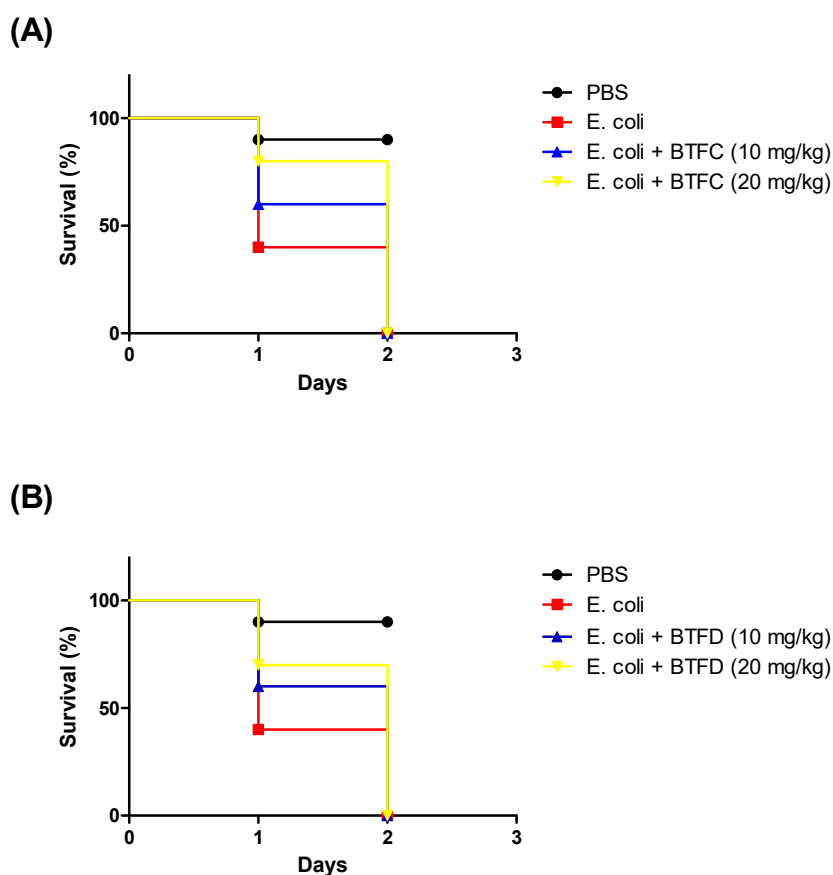 (A)
Survival (%)
100
50
0
0 1 2 3
Days
PBS
E. coli
E. coli + BTFC (10 mg/kg)
E. coli + BTFC (20 mg/kg)
(B)
Survival (%)
100
50
0
0 1 2 3
Days
PBS
E. coli
E. coli + BTFD (10 mg/kg)
E. coli + BTFD (20 mg/kg)